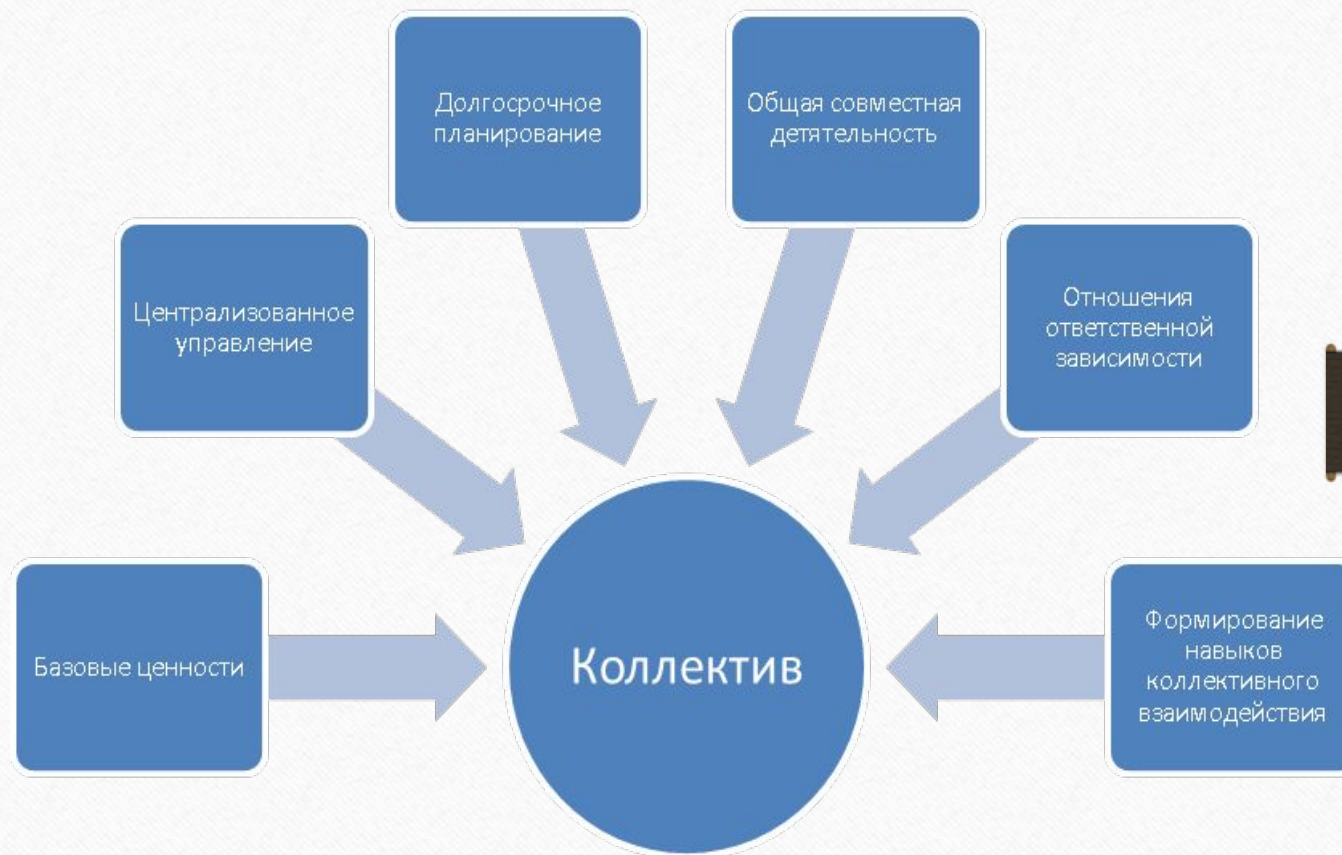 Долгосрочное
планирование
Общая совместная
детятельность
Централизованное
управление
Отношения
ответственной
зависимости
Базовые ценности
Коллектив
Формирование
навыков
коллективного
взаимодействия